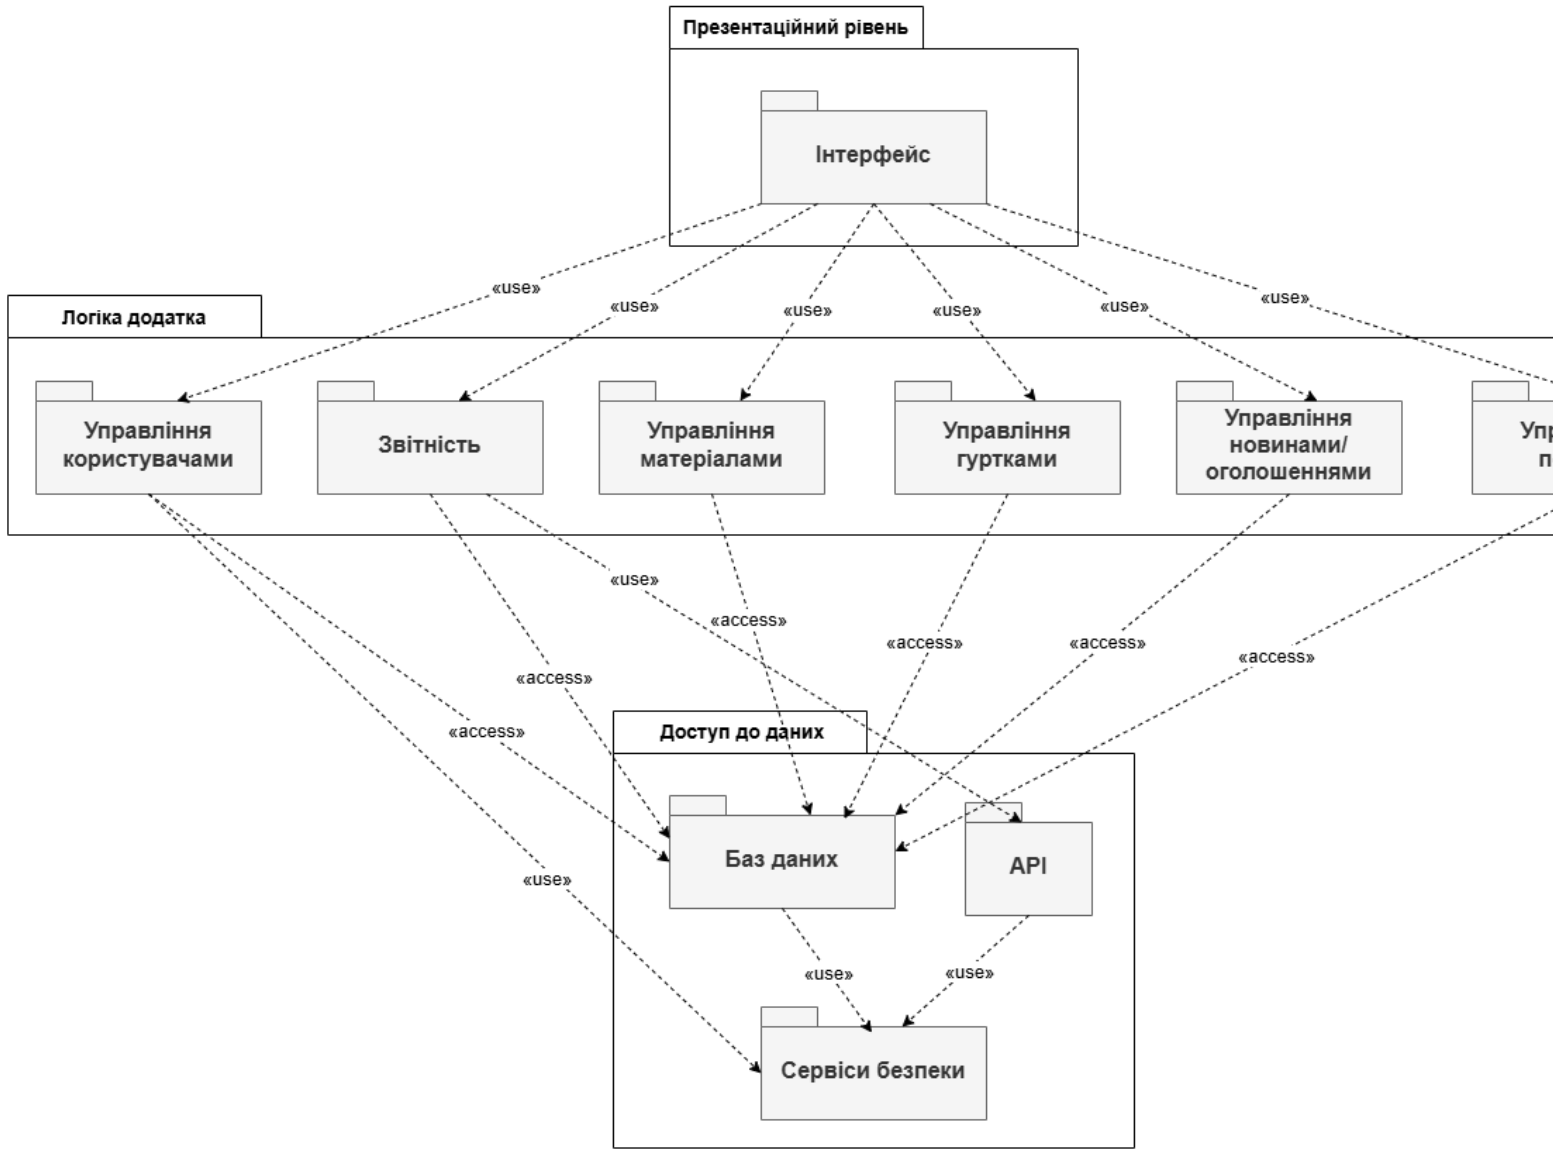 Презентаційний рівень
Інтерфейс
«use»
«use»
«use»
«use»
«use»
«use»
Логіка додатка
Управління
користувачами
Звітність
Управління
матеріалами
Управління
гуртками
Управління
новинами/
оголошеннями
«use»
«access»
«access»
«access»
«access»
«access»
«access»
«use»
Доступ до даних
Баз даних
API
«use»
«use»
Сервіси безпеки